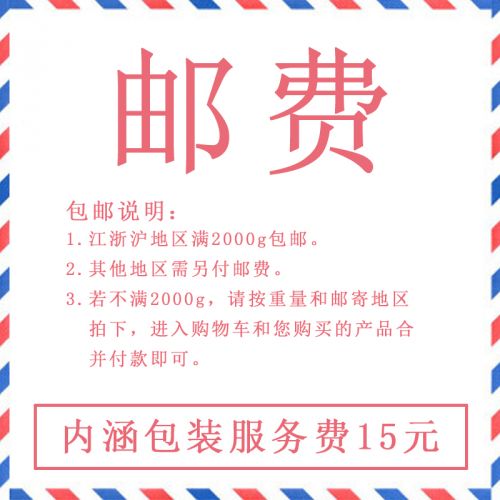 邮费
包邮说明：
1.江浙沪地区满2000g包邮。
2.其他地区需另付邮费。
3.若不满2000g，请按重量和邮寄地区
拍下，进入购物车和您购买的产品合
并付款即可。
内涵包装服务费15元